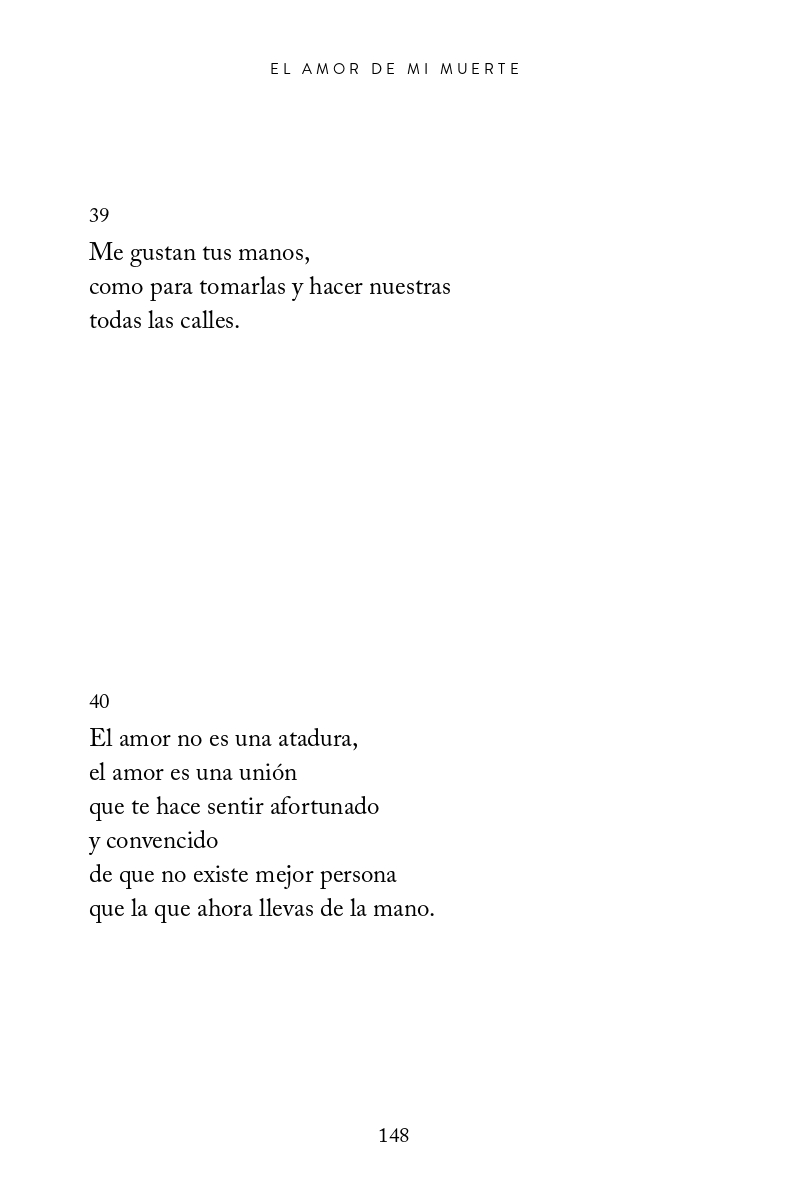 EL AMOR DE MI MUERTE
39
Me gustan tus manos,
como para tomarlas y hacer nuestras
todas las calles.
40
El amor no es una atadura,
el amor es una unión
que te hace sentir afortunado
y convencido
de que no existe mejor persona
que la que ahora llevas de la mano.
148